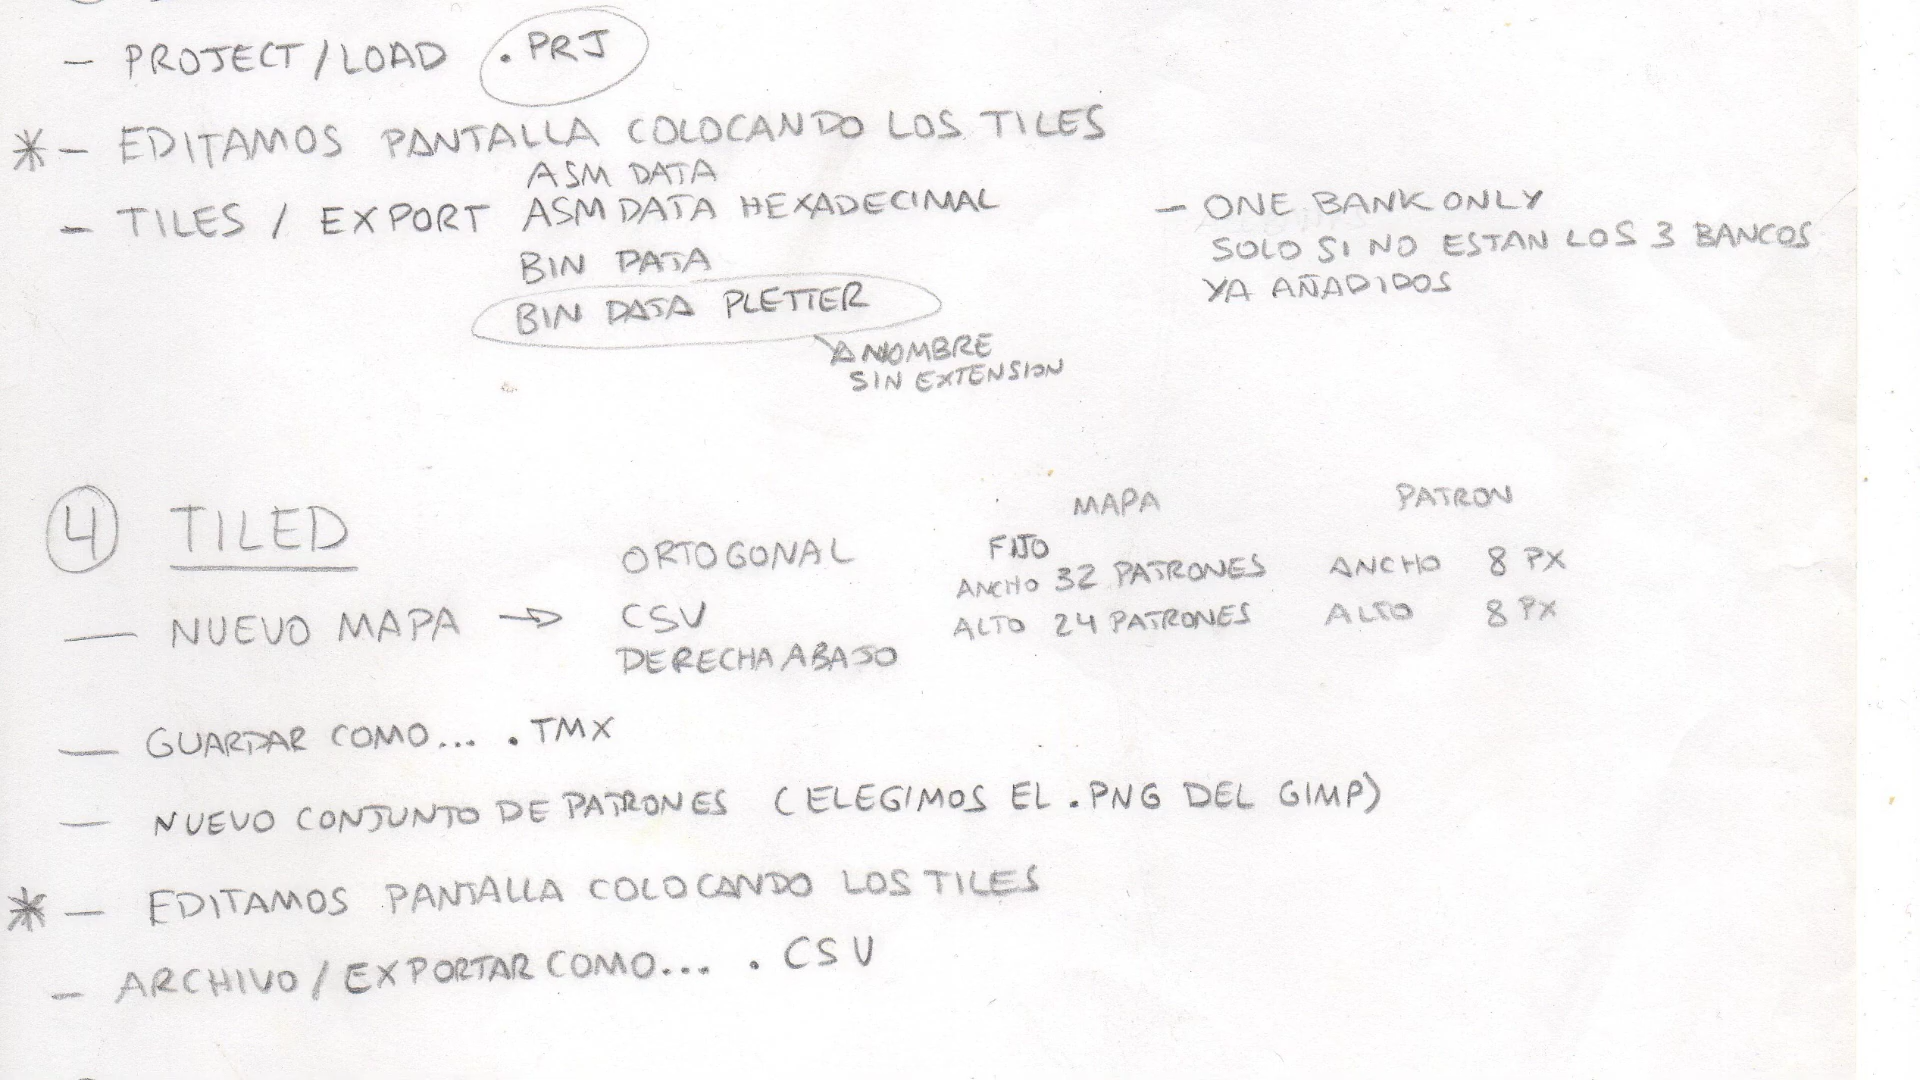 - PROJECT/LOAD .PRJ
* - EDITAMOS PANTALLA COLOCANDO LOS TILES
ASM DATA
- TILES / EXPORT ASM DATA HEXADECIMAL
BIN DATA
BIN DATA PLETTER
NOMBRE
SIN EXTENSION
- ONE BANK ONLY
SOLO SI NO ESTAN LOS 3 BANCOS
YA AÑADIDOS
4 TILED
- NUEVO MAPA →
ORTOGONAL
CSV
DERECHA ABAJO
MAPA
FIJO
ANCHO 32 PATRONES
ALTO 24 PATRONES
PATRON
ANCHO 8 PX
ALTO 8 PX
- GUARDAR COMO... .TMX
- NUEVO CONJUNTO DE PATRONES (ELEGIMOS EL .PNG DEL GIMP)
* - EDITAMOS PANTALLA COLOCANDO LOS TILES
- ARCHIVO/EXPORTAR COMO... .CSV